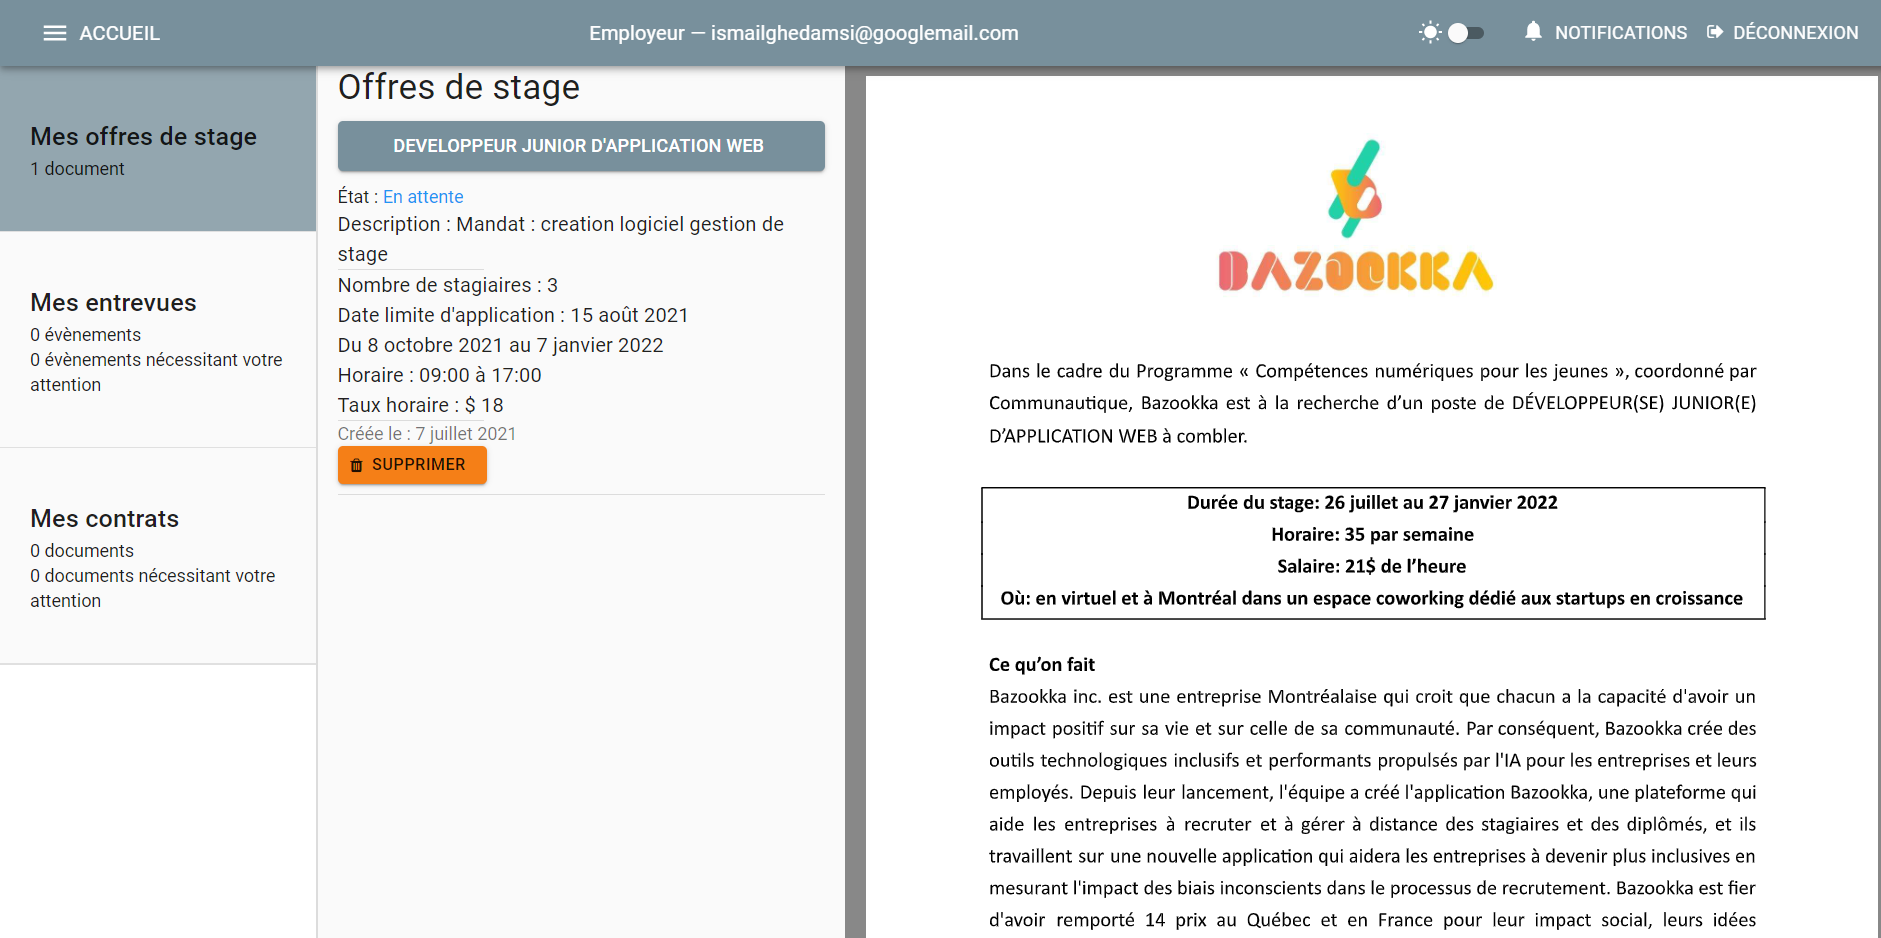 ACCUEIL
Employeur — ismailghedamsi@googlemail.com
NOTIFICATIONS
DÉCONNEXION
Mes offres de stage
1 document
Mes entrevues
0 évènements
0 évènements nécessitant votre
attention
Mes contrats
0 documents
0 documents nécessitant votre
attention
Offres de stage
DEVELOPPEUR JUNIOR D'APPLICATION WEB
État : En attente
Description : Mandat : creation logiciel gestion de
stage
Nombre de stagiaires : 3
Date limite d'application : 15 août 2021
Du 8 octobre 2021 au 7 janvier 2022
Horaire : 09:00 à 17:00
Taux horaire : $ 18
Créée le : 7 juillet 2021
SUPPRIMER
BAZOOKKA
Dans le cadre du Programme « Compétences numériques pour les jeunes », coordonné par
Communautique, Bazookka est à la recherche d’un poste de DÉVELOPPEUR(SE) JUNIOR(E)
D’APPLICATION WEB à combler.
Durée du stage: 26 juillet au 27 janvier 2022
Horaire: 35 par semaine
Salaire: 21$ de l’heure
Où: en virtuel et à Montréal dans un espace coworking dédié aux startups en croissance
Ce qu’on fait
Bazookka inc. est une entreprise Montréalaise qui croit que chacun a la capacité d'avoir un
impact positif sur sa vie et sur celle de sa communauté. Par conséquent, Bazookka crée des
outils technologiques inclusifs et performants propulsés par l'IA pour les entreprises et leurs
employés. Depuis leur lancement, l'équipe a créé l'application Bazookka, une plateforme qui
aide les entreprises à recruter et à gérer à distance des stagiaires et des diplômés, et ils
travaillent sur une nouvelle application qui aidera les entreprises à devenir plus inclusives en
mesurant l'impact des biais inconscients dans le processus de recrutement. Bazookka est fier
d'avoir remporté 14 prix au Québec et en France pour leur impact social, leurs idées